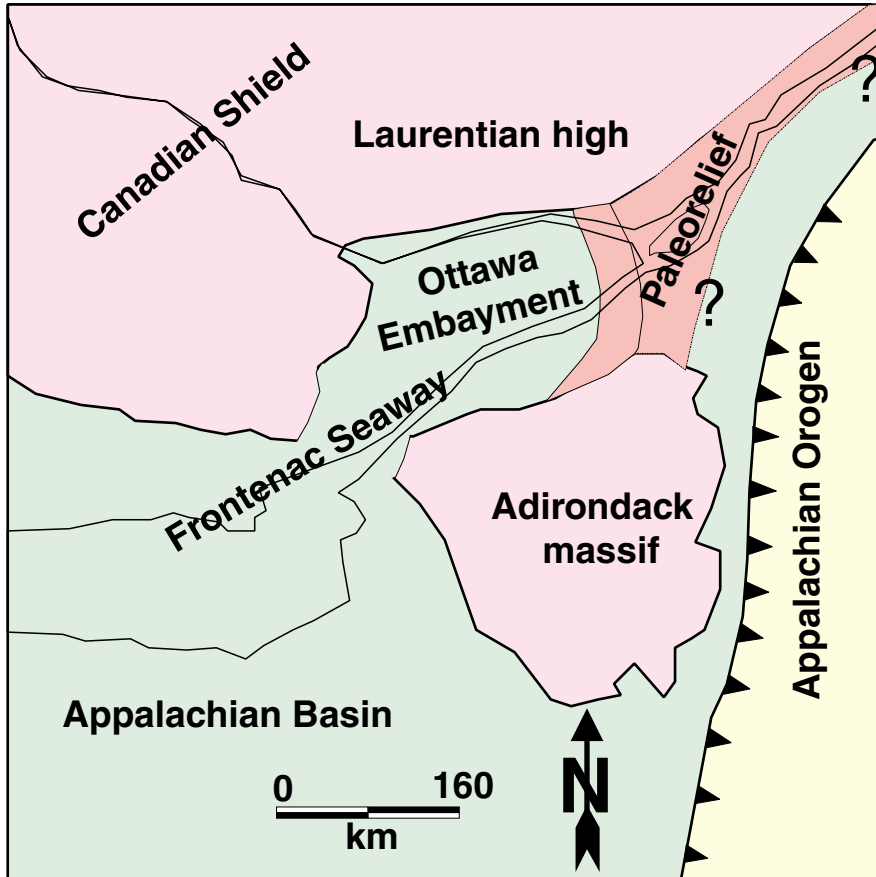 Canadian Shield
Laurentian high
?
Paleorelief
Ottawa
Embayment
?
Frontenac Seaway
Appalachian Orogen
Adirondack
massif
Appalachian Basin
0 160
km
N